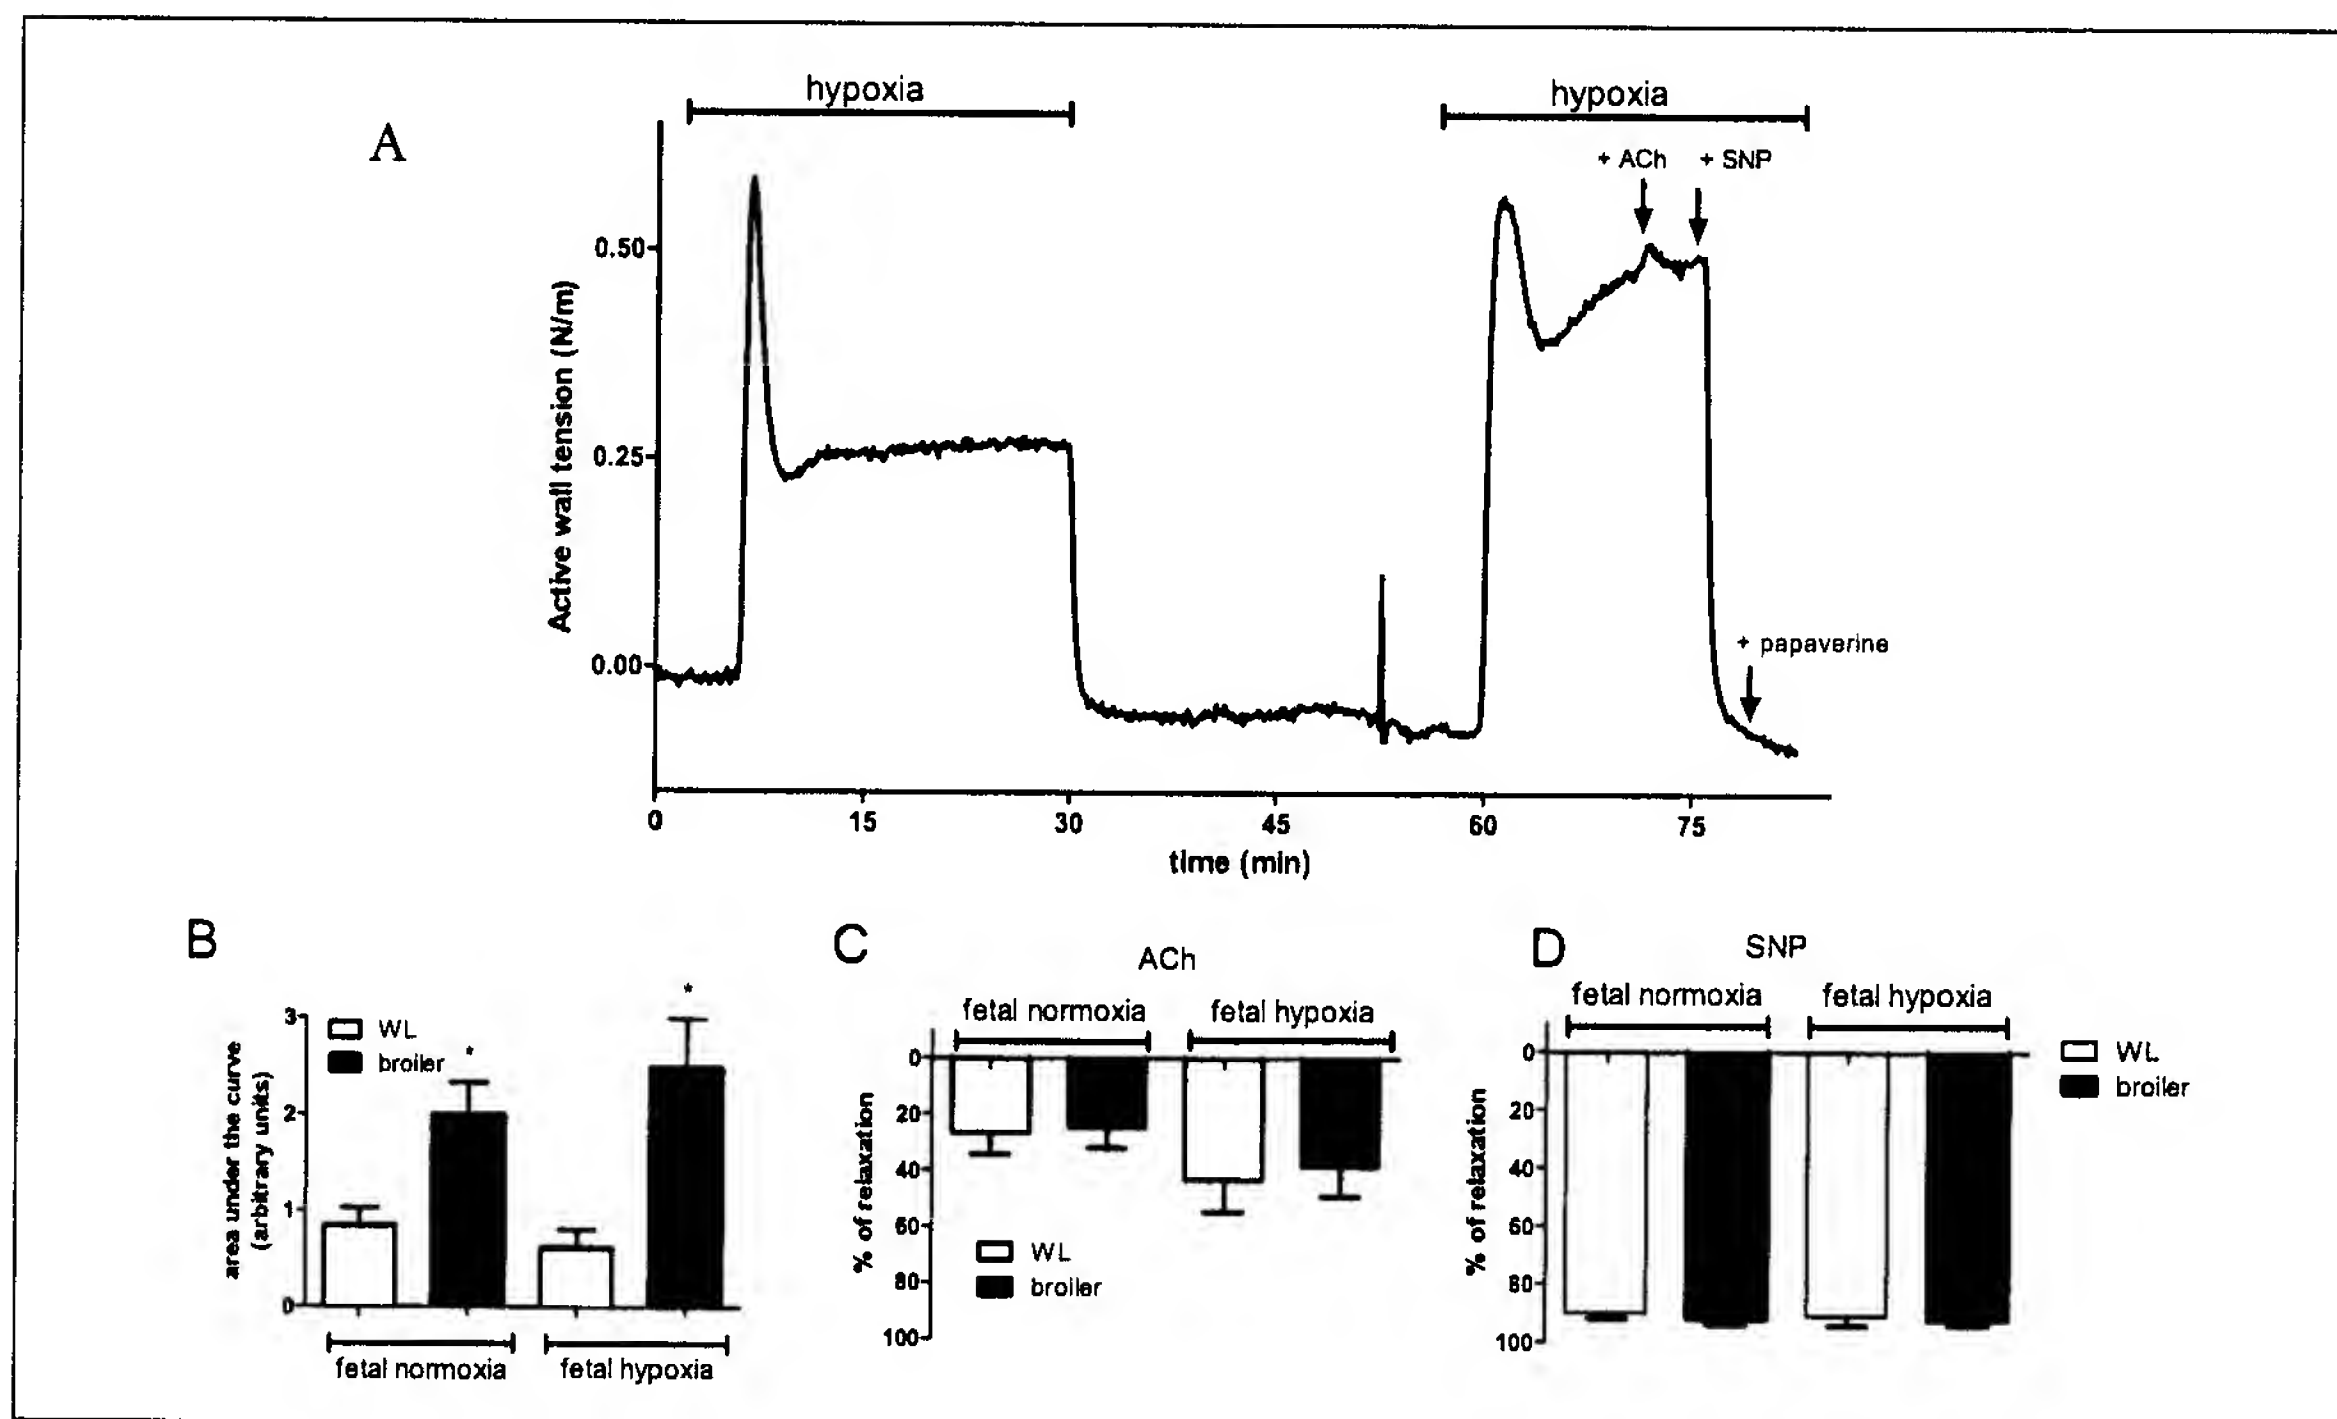 hypoxia
hypoxia
A
+ ACh + SNP
0.50
0.25
0.00
Active wall tension (N/m)
+ papaverine
0 15 30 45 60 75
time (min)
B
3
2
1
0
area under the curve
(arbitrary units)
WL
broiler
*
*
fetal normoxia fetal hypoxia
C
ACh
fetal normoxia fetal hypoxia
0
20
40
60
80
100
% of relaxation
WL
broiler
D
SNP
fetal normoxia fetal hypoxia
0
20
40
60
80
100
% of relaxation
WL
broiler